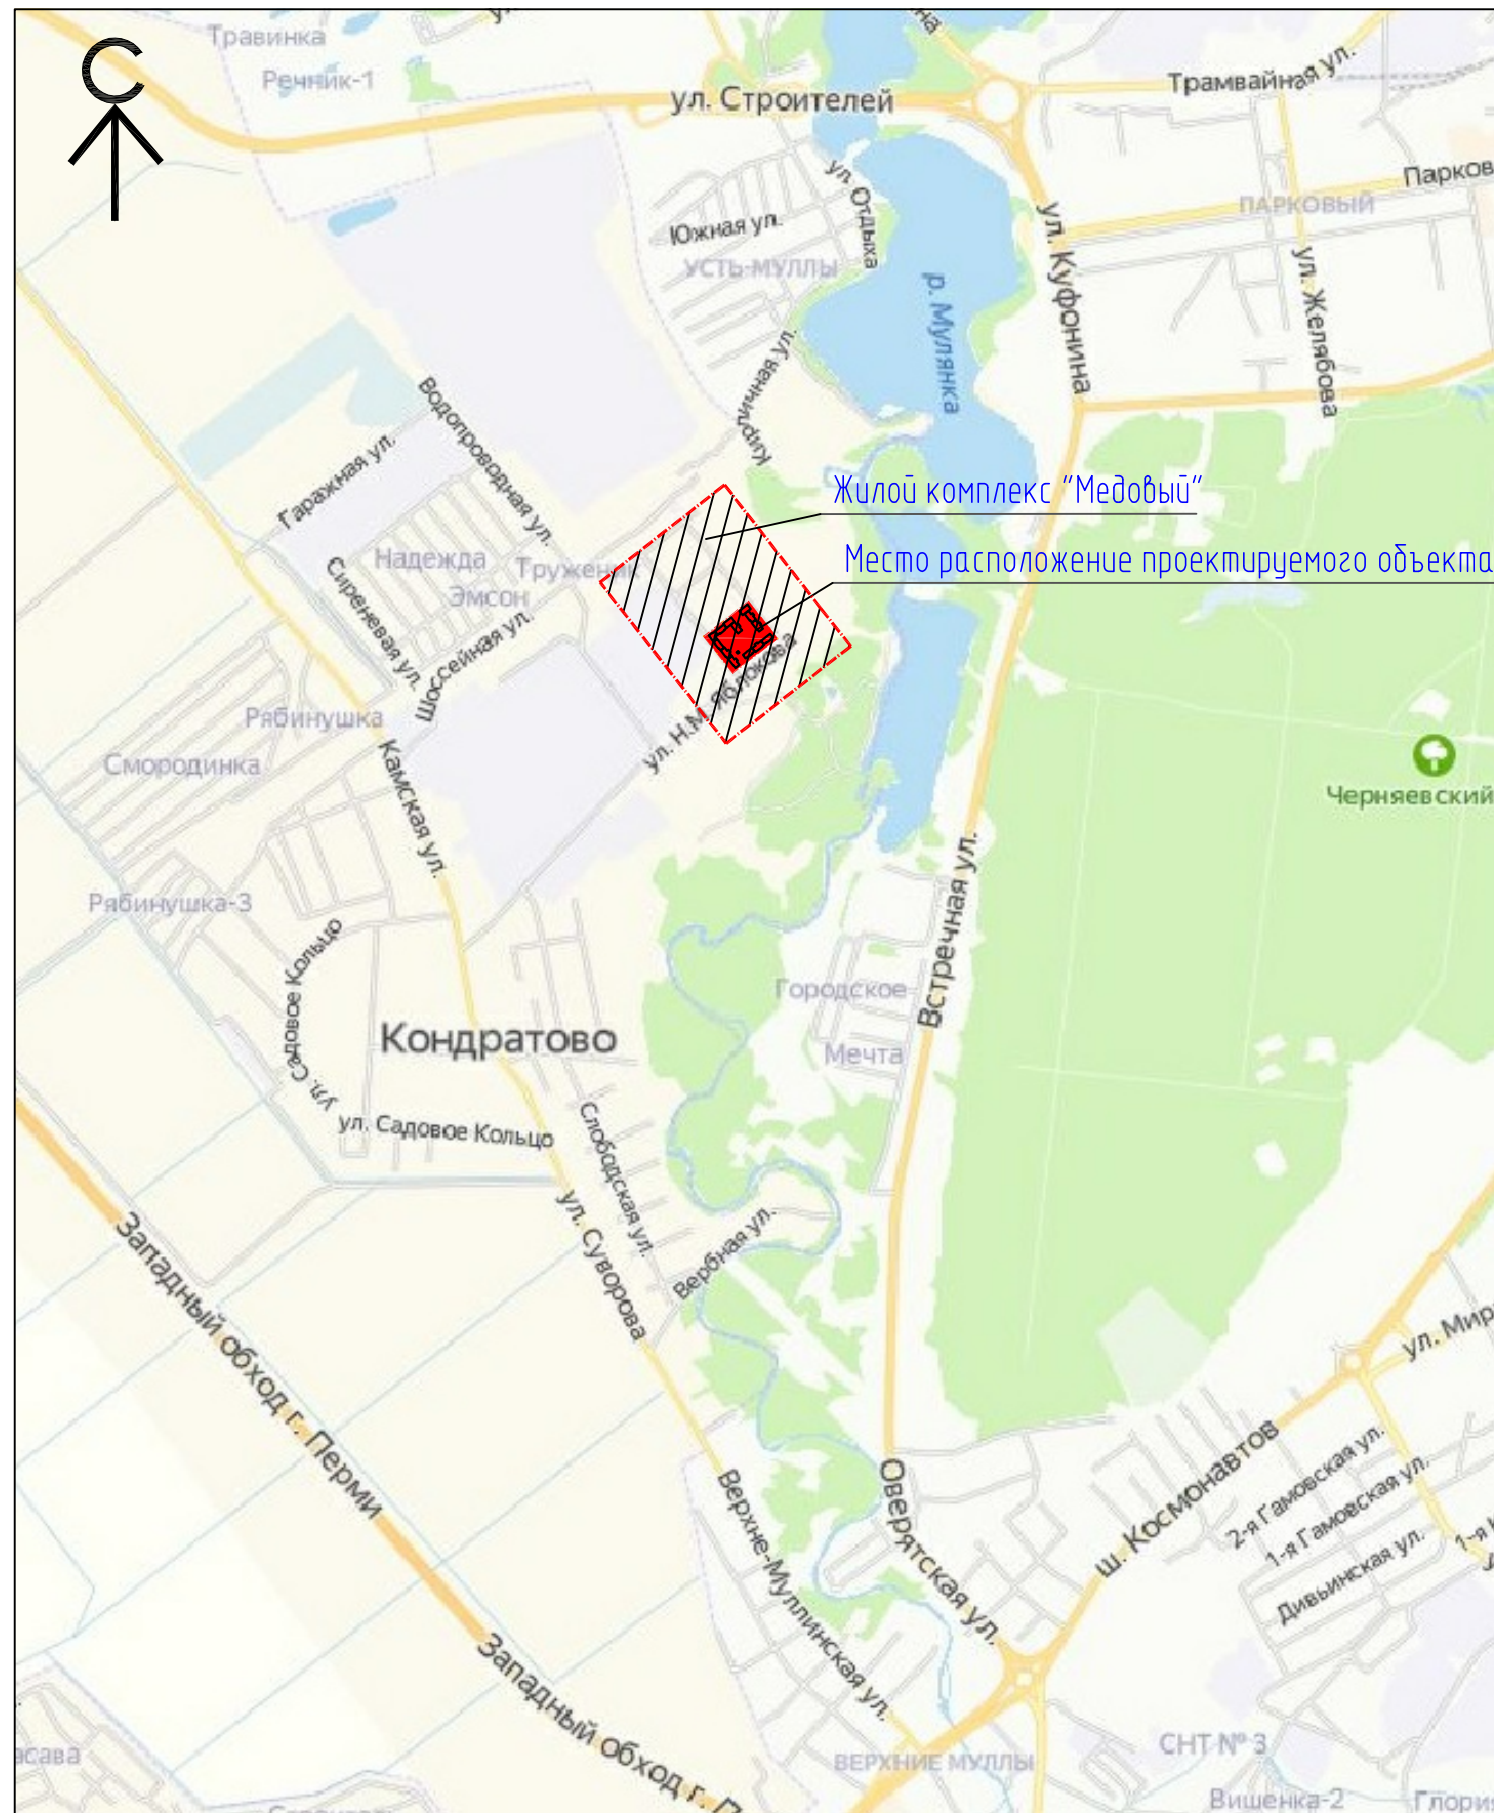 С
Травинка
Речник-1
ул. Строителей
Трамвайная ул.
ПАРКОВЫЙ
ул. Отдыха
Южная ул.
УСТЬ-МУЛЛЫ
р. Мулянка
ул. Куфонина
ул. Желябова
Кирпичная ул.
Водопроводная ул.
Гаражная ул.
Жилой комплекс "Медовый"
Место расположение проектируемого объекта
Надежда
Труженик
Эмсон
Сиреневая ул.
Шоссейная ул.
ул. Н.М. Яблокова
Рябинушка
Смородинка
Камская ул.
Черняевский
Рябинушка-3
ул. Садовое Кольцо
Встречная ул.
Городское
Мечта
Кондратово
ул. Садовое Кольцо
Слободская ул.
ул. Суворова
Вербная ул.
Западный обход г. Перми
ул. Мир
ш. Космонавтов
2-я Гамовская ул.
1-я Гамовская ул.
Дивьинская ул.
Оверятская ул.
Верхне-Муллинская ул.
Западный обход г. П
ВЕРХНИЕ МУЛЛЫ
СНТ № 3
Вишенка-2